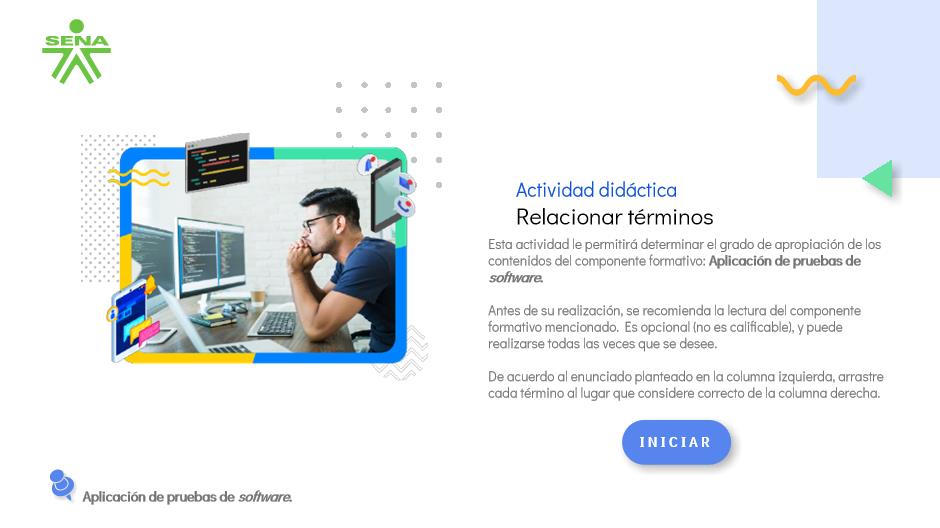 SENA
Actividad didáctica
Relacionar términos
Esta actividad le permitirá determinar el grado de apropiación de los
contenidos del componente formativo: Aplicación de pruebas de
software.
Antes de su realización, se recomienda la lectura del componente
formativo mencionado. Es opcional (no es calificable), y puede
realizarse todas las veces que se desee.
De acuerdo al enunciado planteado en la columna izquierda, arrastre
cada término al lugar que considere correcto de la columna derecha.
INICIAR
Aplicación de pruebas de software.